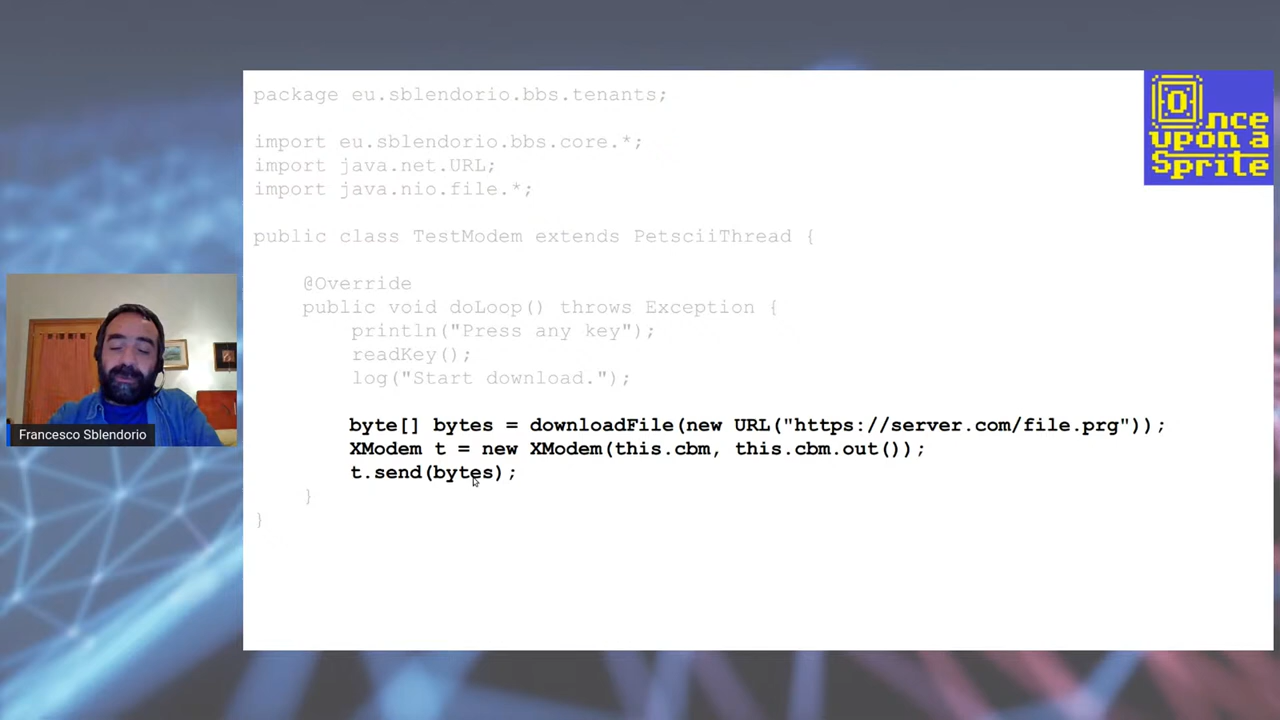 package eu.sblendorio.bbs.tenants;
import eu.sblendorio.bbs.core.*;
import java.net.URL;
import java.nio.file.*;
public class TestModem extends PetsciiThread {
@Override
public void doLoop() throws Exception {
println("Press any key");
readKey();
log("Start download.");
byte[] bytes = downloadFile(new URL("https://server.com/file.prg"));
XModem t = new XModem(this.cbm, this.cbm.out());
t.send(bytes);
}
}
Once
upon a
Sprite
Francesco Sblendorio